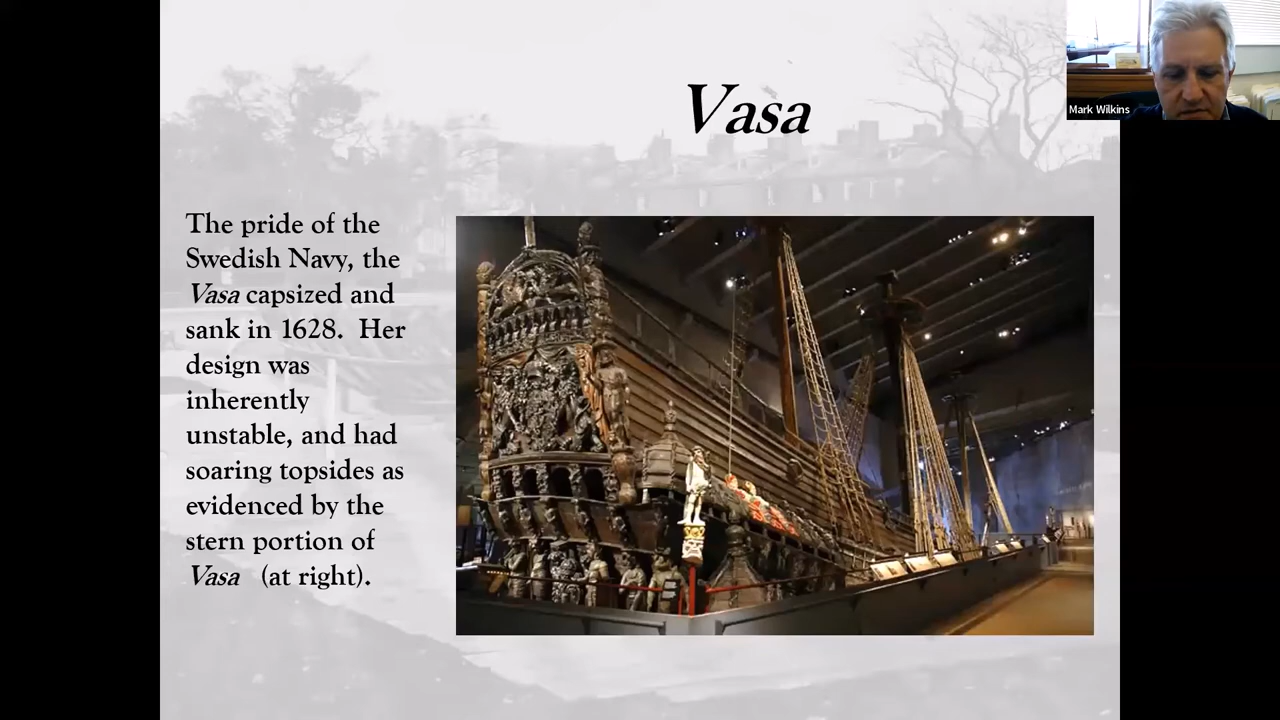 Vasa
Mark Wilkins
The pride of the
Swedish Navy, the
Vasa capsized and
sank in 1628. Her
design was
inherently
unstable, and had
soaring topsides as
evidenced by the
stern portion of
Vasa (at right).